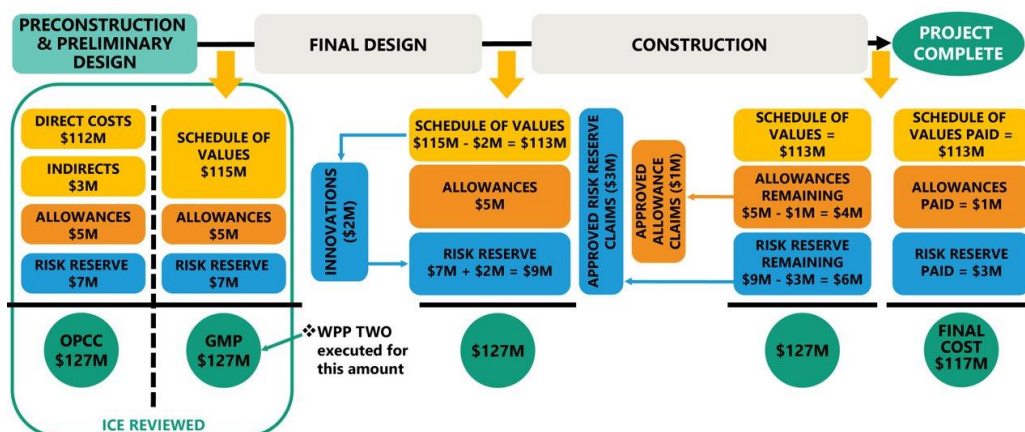 PRECONSTRUCTION
& PRELIMINARY
DESIGN
FINAL DESIGN
CONSTRUCTION
PROJECT
COMPLETE
DIRECT COSTS
$112M
INDIRECTS
$3M
ALLOWANCES
$5M
RISK RESERVE
$7M
OPCC
$127M
SCHEDULE OF
VALUES
$115M
ALLOWANCES
$5M
RISK RESERVE
$7M
GMP
$127M
ICE REVIEWED
❖WPP TWO
executed for
this amount
INNOVATIONS
($2M)
SCHEDULE OF VALUES
$115M - $2M = $113M
ALLOWANCES
$5M
RISK RESERVE
$7M + $2M = $9M
$127M
APPROVED RISK RESERVE
CLAIMS ($3M)
APPROVED
ALLOWANCE
CLAIMS ($1M)
SCHEDULE OF
VALUES =
$113M
ALLOWANCES
REMAINING
$5M - $1M = $4M
RISK RESERVE
REMAINING
$9M - $3M = $6M
$127M
SCHEDULE OF
VALUES PAID =
$113M
ALLOWANCES
PAID = $1M
RISK RESERVE
PAID = $3M
FINAL
COST
$117M